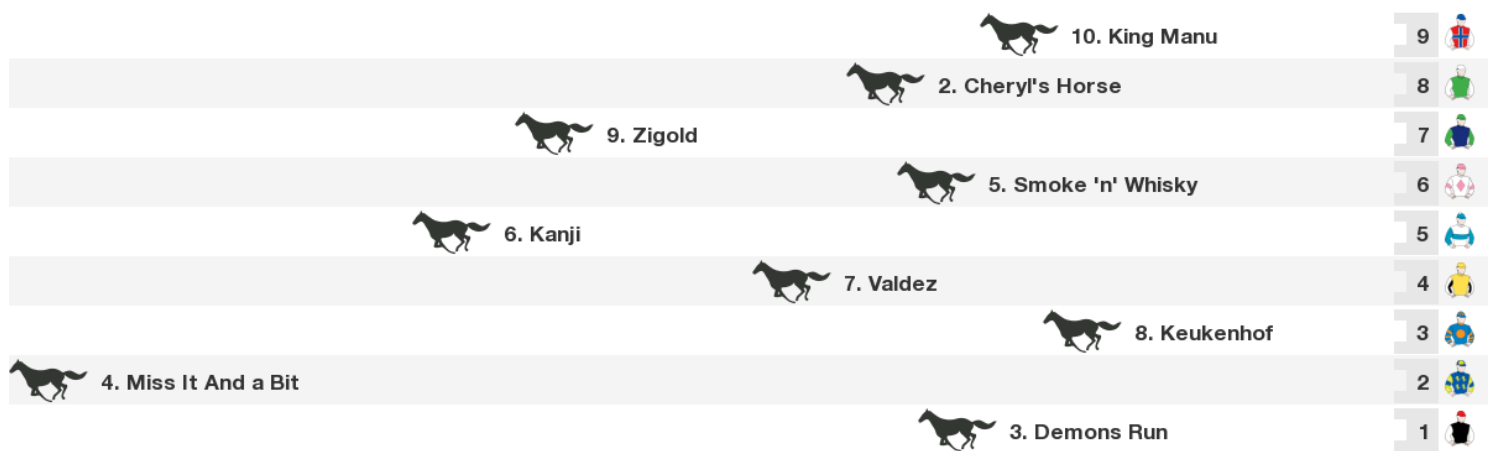 10. King Manu 9
2. Cheryl's Horse 8
9. Zigold 7
5. Smoke 'n' Whisky 6
6. Kanji 5
7. Valdez 4
8. Keukenhof 3
4. Miss It And a Bit 2
3. Demons Run 1